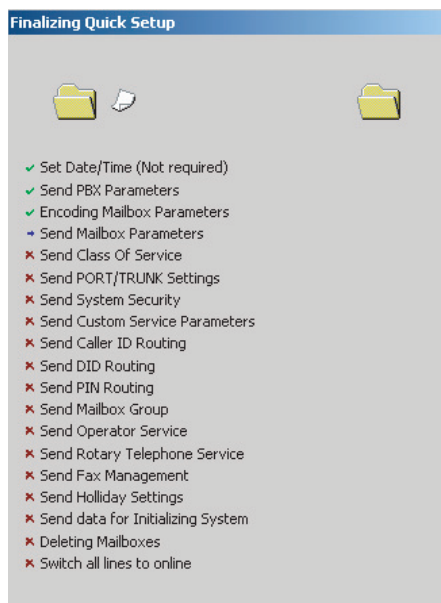 Finalizing Quick Setup
Set Date/Time (Not required)
Send PBX Parameters
Encoding Mailbox Parameters
Send Mailbox Parameters
Send Class Of Service
Send PORT/TRUNK Settings
Send System Security
Send Custom Service Parameters
Send Caller ID Routing
Send DID Routing
Send PIN Routing
Send Mailbox Group
Send Operator Service
Send Rotary Telephone Service
Send Fax Management
Send Holliday Settings
Send data for Initializing System
Deleting Mailboxes
Switch all lines to online